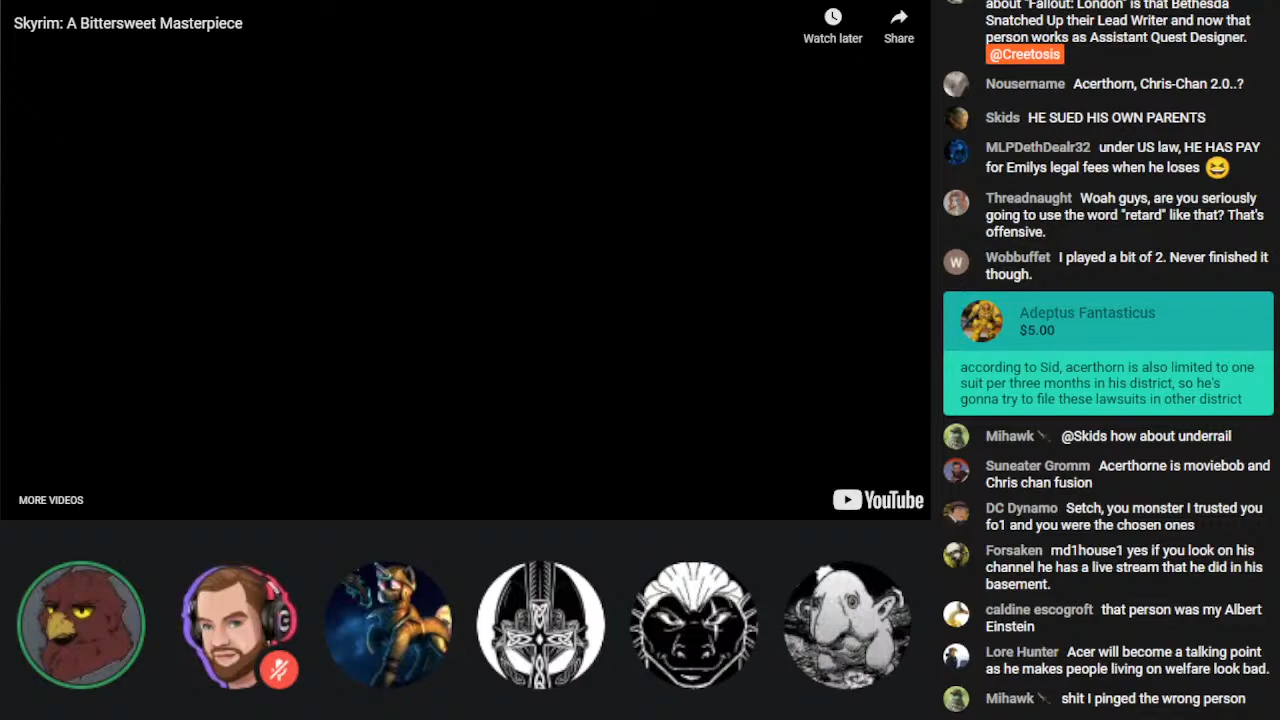 Skyrim: A Bittersweet Masterpiece
Watch later
Share
MORE VIDEOS
YouTube
about "Fallout: London" is that Bethesda
Snatched Up their Lead Writer and now that
person works as Assistant Quest Designer.
@Creetosis
Nousername Acerthorn, Chris-Chan 2.0..?
Skids HE SUED HIS OWN PARENTS
MLPDethDealr32 under US law, HE HAS PAY
for Emilys legal fees when he loses
Threadnaught Woah guys, are you seriously
going to use the word "retard" like that? That's
offensive.
W
Wobbuffet I played a bit of 2. Never finished it
though.
Adeptus Fantasticus
$5.00
according to Sid, acerthorn is also limited to one
suit per three months in his district, so he's
gonna try to file these lawsuits in other district
Mihawk @Skids how about underrail
Suneater Gromm Acerthorne is moviebob and
Chris chan fusion
DC Dynamo Setch, you monster I trusted you
fo1 and you were the chosen ones
Forsaken md1house1 yes if you look on his
channel he has a live stream that he did in his
basement.
caldine escogroft that person was my Albert
Einstein
Lore Hunter Acer will become a talking point
as he makes people living on welfare look bad.
Mihawk shit I pinged the wrong person